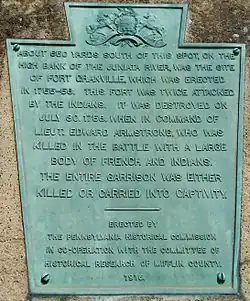 ABOUT 650 YARDS SOUTH OF THIS SPOT, ON THE
HIGH BANK OF THE JUNIATA RIVER, WAS THE SITE
OF FORT GRANVILLE, WHICH WAS ERECTED
IN 1755-56. THIS FORT WAS TWICE ATTACKED
BY THE INDIANS. IT WAS DESTROYED ON
JULY 30, 1756, WHEN IN COMMAND OF
LIEUT. EDWARD ARMSTRONG, WHO WAS
KILLED IN THE BATTLE WITH A LARGE
BODY OF FRENCH AND INDIANS.
THE ENTIRE GARRISON WAS EITHER
KILLED OR CARRIED INTO CAPTIVITY.
ERECTED BY
THE PENNSYLVANIA HISTORICAL COMMISSION
IN CO-OPERATION WITH THE COMMITTEE OF
HISTORICAL RESEARCH OF MIFFLIN COUNTY.
1916.